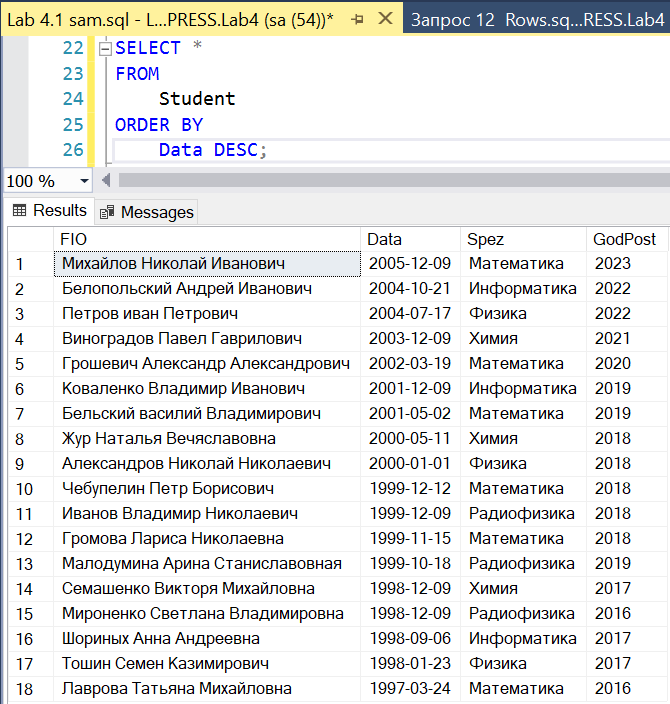 Lab 4.1 sam.sql - L...PRESS.Lab4 (sa (54))* Запрос 12 Rows.sq...RESS.Lab4
22 SELECT *
23 FROM
24 Student
25 ORDER BY
26 Data DESC;
100 %
Results Messages
FIO Data Spez GodPost
1 Михайлов Николай Иванович 2005-12-09 Математика 2023
2 Белопольский Андрей Иванович 2004-10-21 Информатика 2022
3 Петров иван Петрович 2004-07-17 Физика 2022
4 Виноградов Павел Гаврилович 2003-12-09 Химия 2021
5 Грошевич Александр Александрович 2002-03-19 Математика 2020
6 Коваленко Владимир Иванович 2001-12-09 Информатика 2019
7 Бельский василий Владимирович 2001-05-02 Математика 2019
8 Жур Наталья Вечяславовна 2000-05-11 Химия 2018
9 Александров Николай Николаевич 2000-01-01 Физика 2018
10 Чебупелин Петр Борисович 1999-12-12 Математика 2018
11 Иванов Владимир Николаевич 1999-12-09 Радиофизика 2018
12 Громова Лариса Николаевна 1999-11-15 Математика 2018
13 Малодумина Арина Станиславовная 1999-10-18 Радиофизика 2019
14 Семашенко Викторя Михайловна 1998-12-09 Химия 2017
15 Мироненко Светлана Владимировна 1998-12-09 Радиофизика 2016
16 Шориных Анна Андреевна 1998-09-06 Информатика 2017
17 Тошин Семен Казимирович 1998-01-23 Физика 2017
18 Лаврова Татьяна Михайловна 1997-03-24 Математика 2016